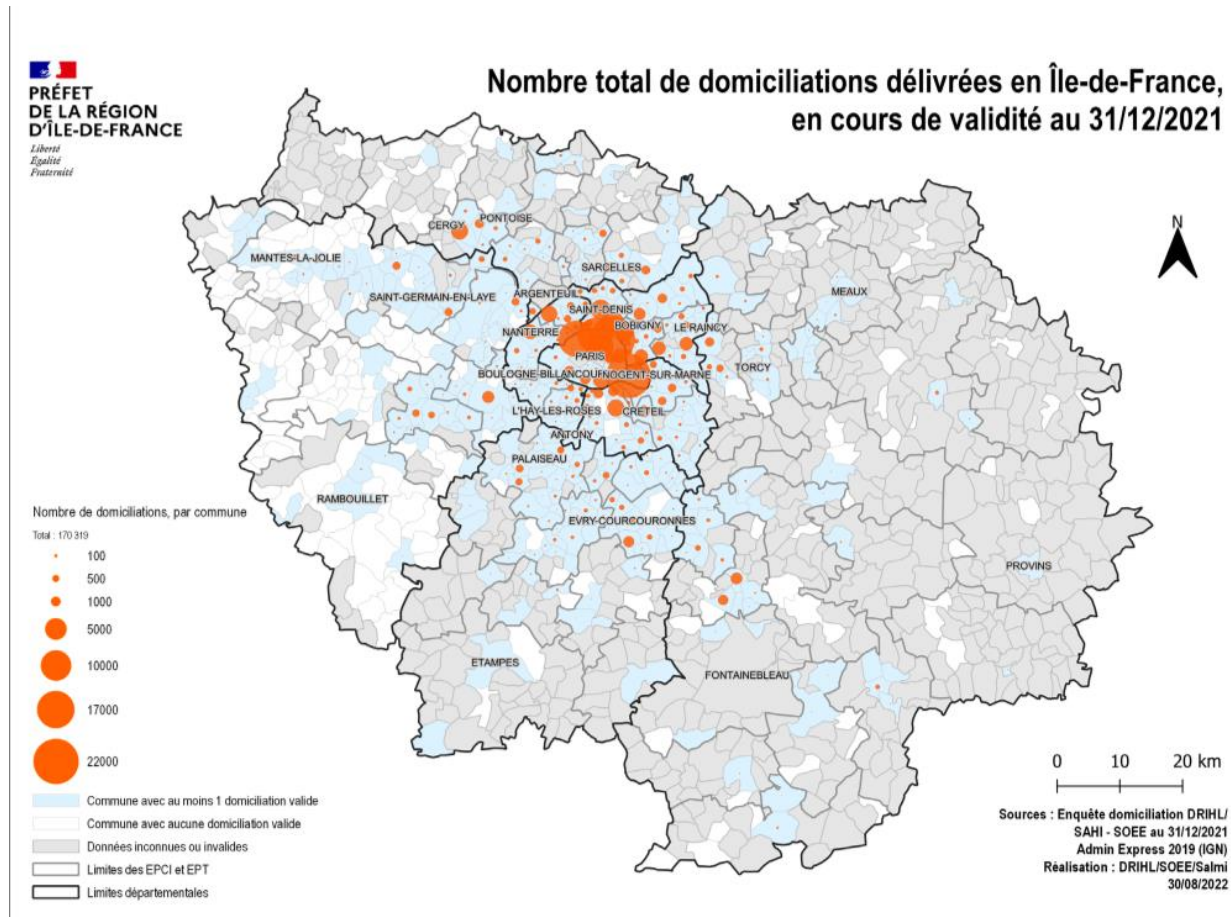 PRÉFET
DE LA RÉGION
D'ÎLE-DE-FRANCE
Liberté
Égalité
Fraternité
Nombre total de domiciliations délivrées en Île-de-France,
en cours de validité au 31/12/2021
N
CERGY
PONTOISE
MANTES-LA-JOLIE
SARCELLES
SAINT-GERMAIN-EN-LAYE
ARGENTEUIL
MEAUX
SAINT-DENIS
NANTERRE
BOBIGNY
LE RAINCY
PARIS
TORCY
BOULOGNE-BILLANCOUR
NOGENT-SUR-MARNE
L'HAY-LES-ROSES
CRETEIL
ANTONY
PALAISEAU
RAMBOUILLET
EVRY-COURCOURONNES
PROVINS
ETAMPES
FONTAINEBLEAU
Nombre de domiciliations, par commune
Total : 170 319
100
500
1000
5000
10000
17000
22000
Commune avec au moins 1 domiciliation valide
Commune avec aucune domiciliation valide
Données inconnues ou invalides
Limites des EPCI et EPT
Limites départementales
0 10 20 km
Sources : Enquête domiciliation DRIHL/
SAHI - SOEE au 31/12/2021
Admin Express 2019 (IGN)
Réalisation : DRIHL/SOEE/Salmi
30/08/2022